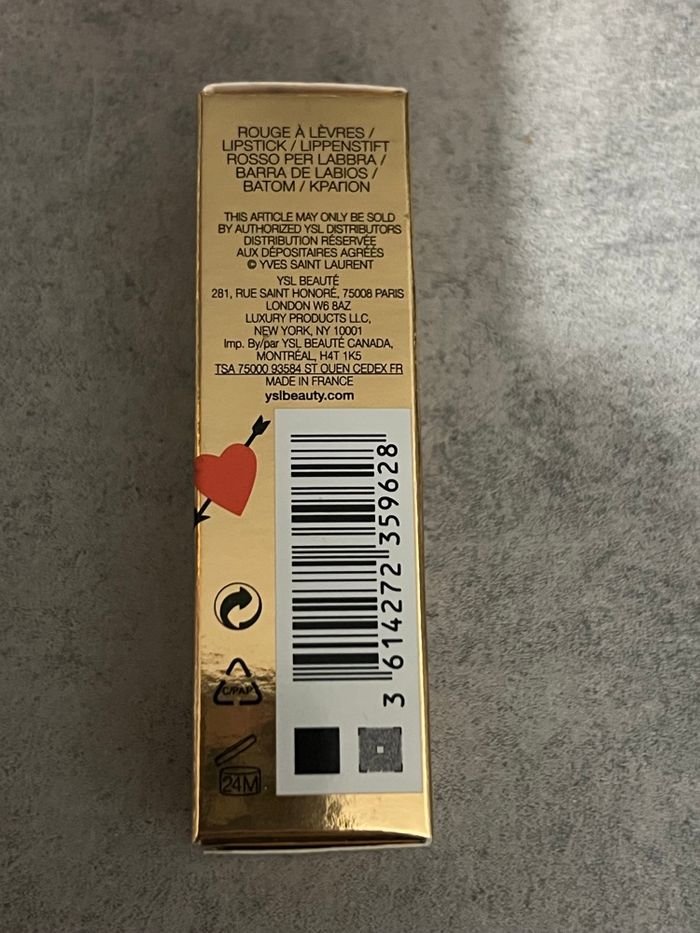 ROUGE À LÈVRES /
LIPSTICK / LIPPENSTIFT
ROSSO PER LABBRA /
BARRA DE LABIOS /
BATOM / ΚΡΑΓΙΟΝ
THIS ARTICLE MAY ONLY BE SOLD
BY AUTHORIZED YSL DISTRIBUTORS
DISTRIBUTION RÉSERVÉE
AUX DÉPOSITAIRES AGRÉÉS
© YVES SAINT LAURENT
YSL BEAUTÉ
281, RUE SAINT HONORÉ, 75008 PARIS
LONDON W6 8AZ
LUXURY PRODUCTS LLC,
NEW YORK, NY 10001
Imp. By/par YSL BEAUTÉ CANADA,
MONTRÉAL, H4T 1K5
TSA 75000 93584 ST OUEN CEDEX FR
MADE IN FRANCE
yslbeauty.com
3 614272 359628
C/PAP
24M